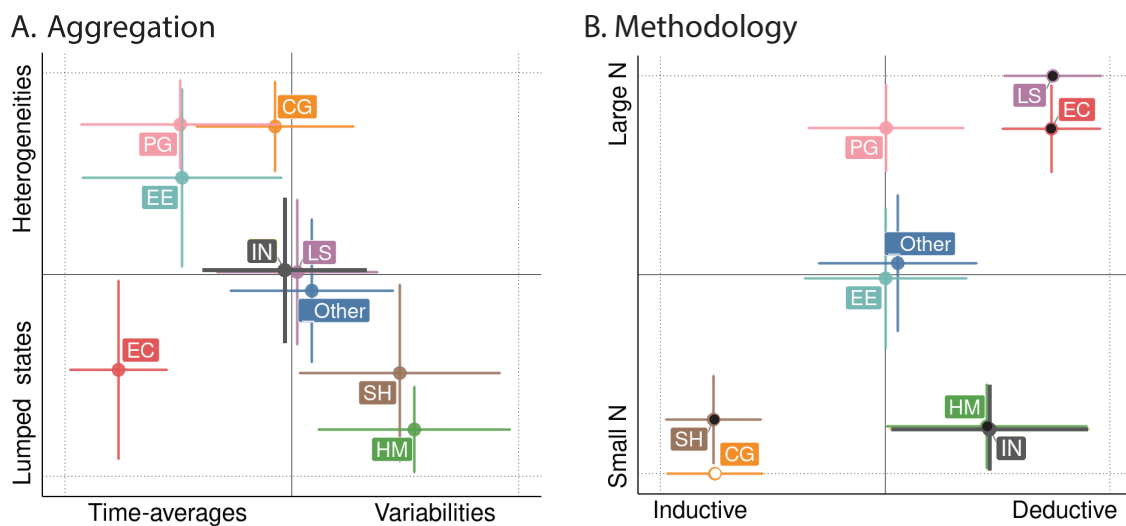 A. Aggregation
Heterogeneities
Lumped states
CG
PG
EE
IN
LS
Other
EC
SH
HM
Time-averages
Variabilities
B. Methodology
Large N
Small N
LS
EC
PG
Other
EE
HM
SH
CG
IN
Inductive
Deductive